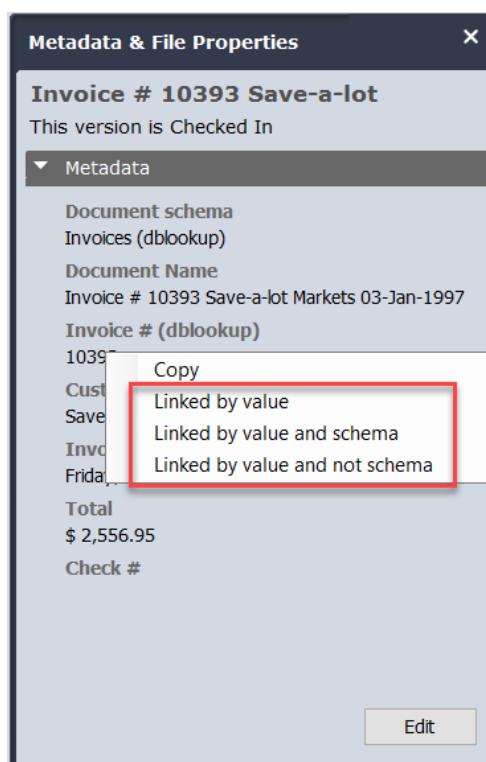 Metadata & File Properties
Invoice # 10393 Save-a-lot
This version is Checked In
Metadata
Document schema
Invoices (dblookup)
Document Name
Invoice # 10393 Save-a-lot Markets 03-Jan-1997
Invoice # (dblookup)
Copy
Linked by value
Linked by value and schema
Linked by value and not schema
Total
$ 2,556.95
Check #
Edit